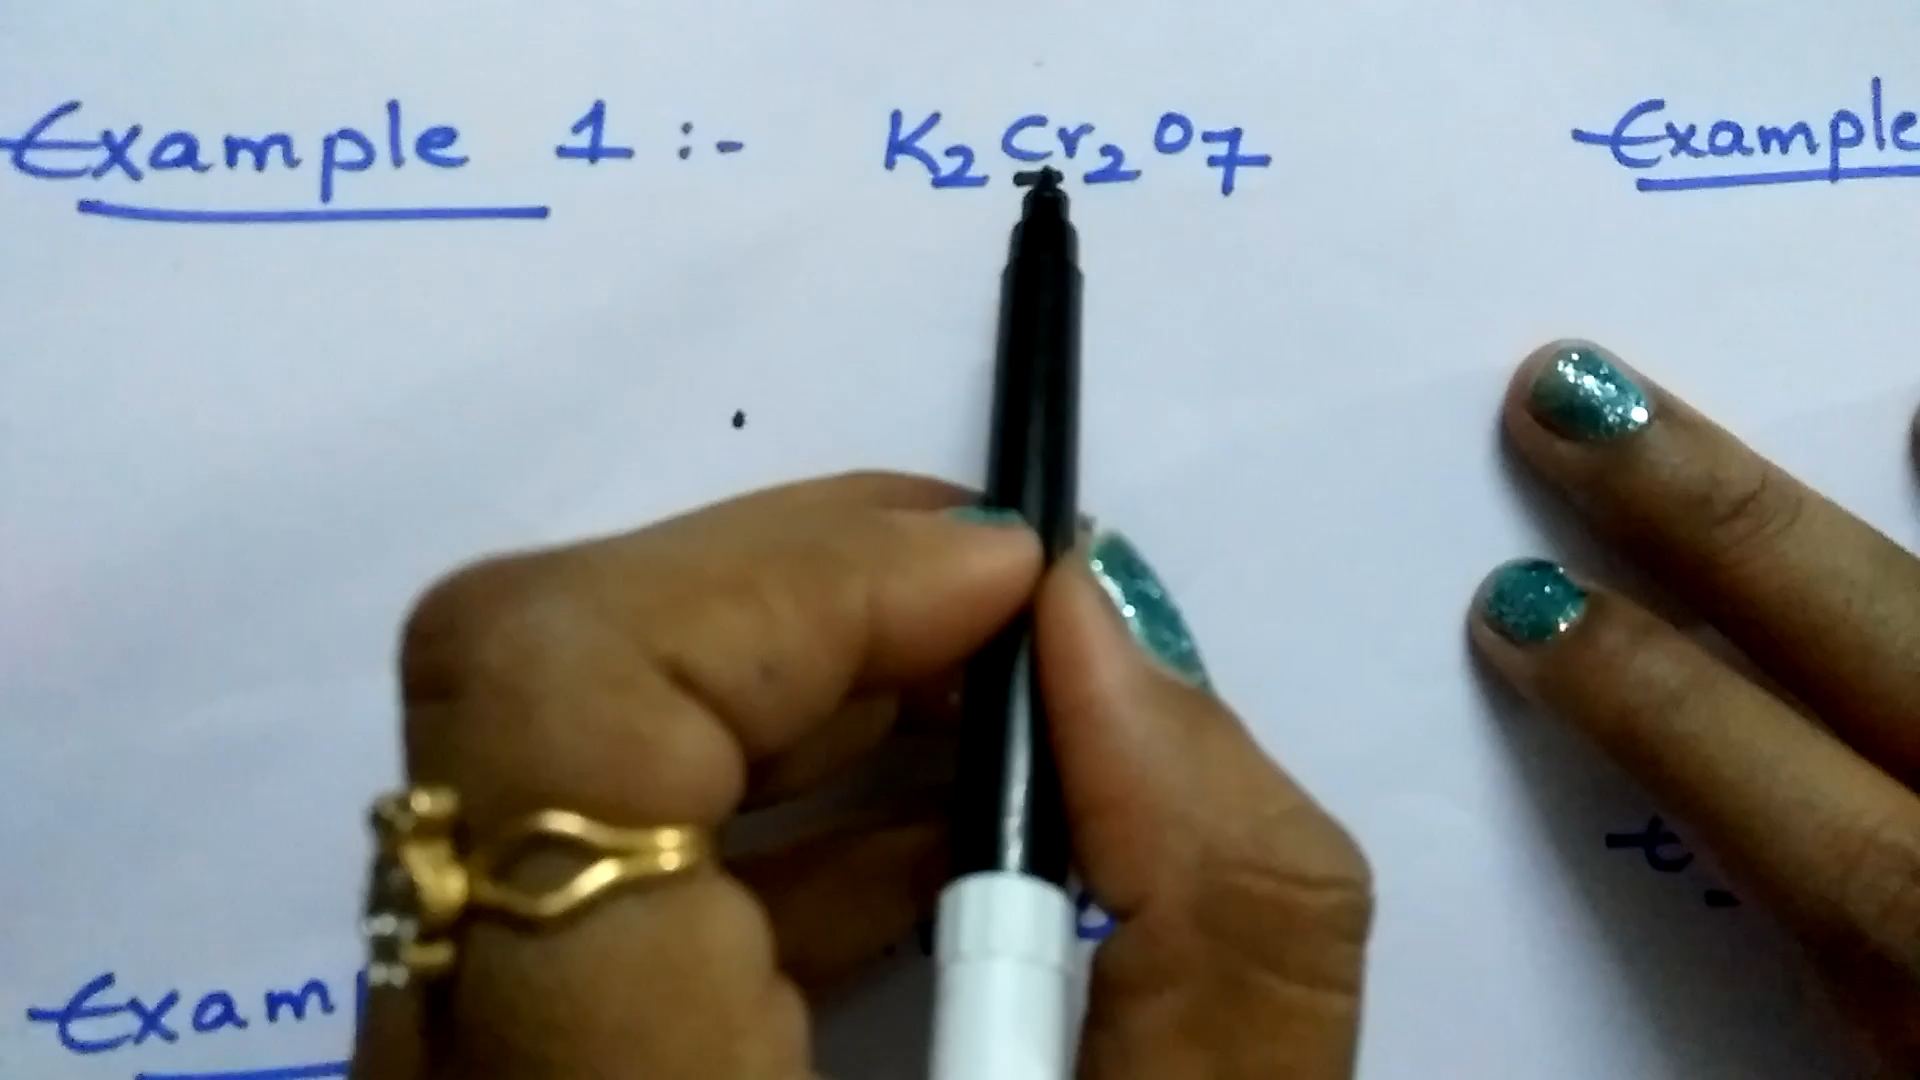 Example 1 :- K₂Cr₂O₇
Example
Exam